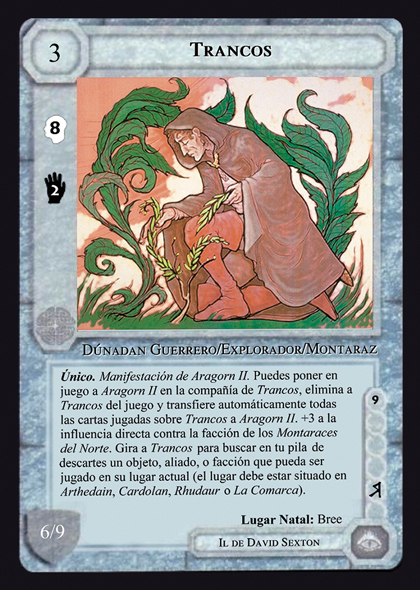 3
TRANCOS
8
2
DÚNADAN GUERRERO/EXPLORADOR/MONTARAZ
Único. Manifestación de Aragorn II. Puedes poner en
juego a Aragorn II en la compañía de Trancos, elimina a
Trancos del juego y transfiere automáticamente todas
las cartas jugadas sobre Trancos a Aragorn II. +3 a la
influencia directa contra la facción de los Montaraces
del Norte. Gira a Trancos para buscar en tu pila de
descartes un objeto, aliado, o facción que pueda ser
jugado en su lugar actual (el lugar debe estar situado en
Arthedain, Cardolan, Rhudaur o La Comarca).
9
Lugar Natal: Bree
6/9
IL DE DAVID SEXTON